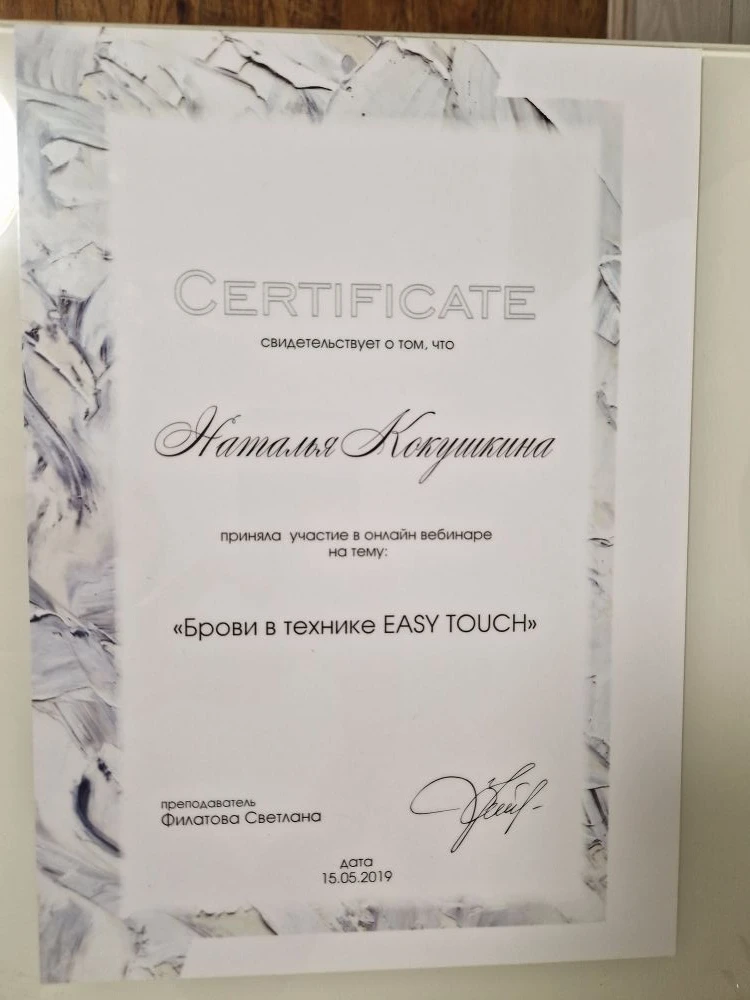 CERTIFICATE
свидетельствует о том, что
Наталья Кокушкина
приняла участие в онлайн вебинаре
на тему:
«Брови в технике EASY TOUCH»
преподаватель
Филатова Светлана
дата
15.05.2019